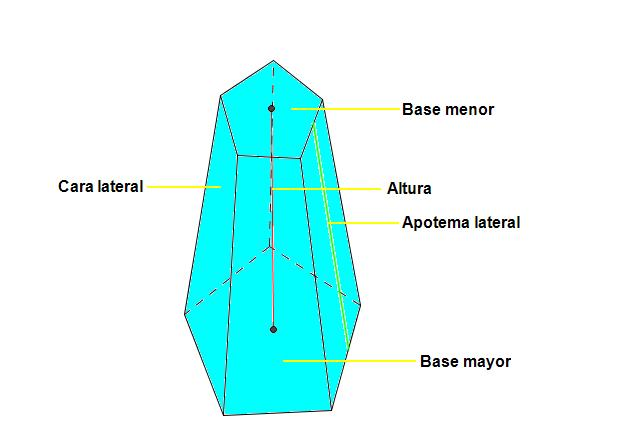 Base menor
Cara lateral
Altura
Apotema lateral
Base mayor